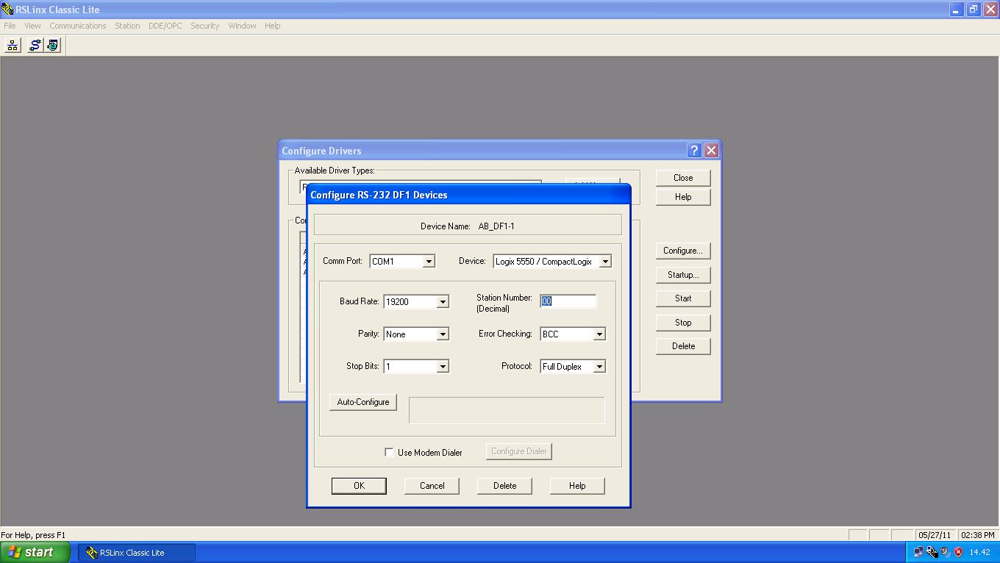 RSLinx Classic Lite
File View Communications Station DDE/OPC Security Window Help
Configure Drivers
Available Driver Types:
Close
Help
Configure RS-232 DF1 Devices
Device Name: AB_DF1-1
Comm Port: COM1 Device: Logix 5550 / CompactLogix
Configure...
Startup...
Start
Stop
Delete
Baud Rate: 19200 Station Number: 00
(Decimal)
Parity: None Error Checking: BCC
Stop Bits: 1 Protocol: Full Duplex
Auto-Configure
Use Modem Dialer Configure Dialer
OK Cancel Delete Help
For Help, press F1 05/27/11 02:38 PM
start RSLinx Classic Lite 14.42